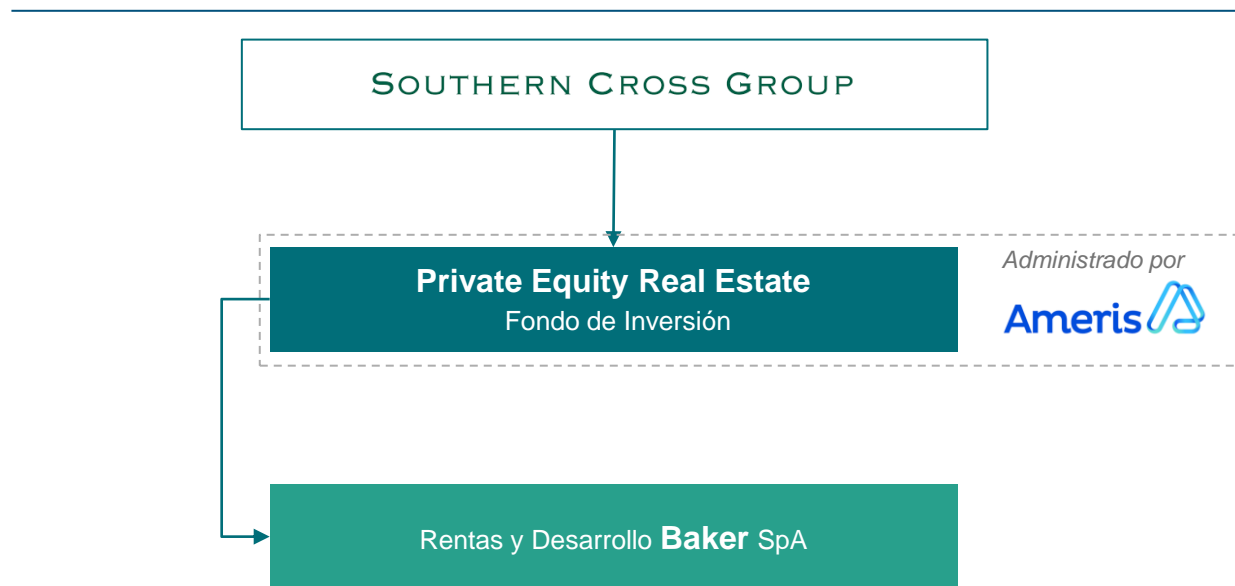 SOUTHERN CROSS GROUP
Private Equity Real Estate
Fondo de Inversión
Administrado por
Ameris
Rentas y Desarrollo Baker SpA